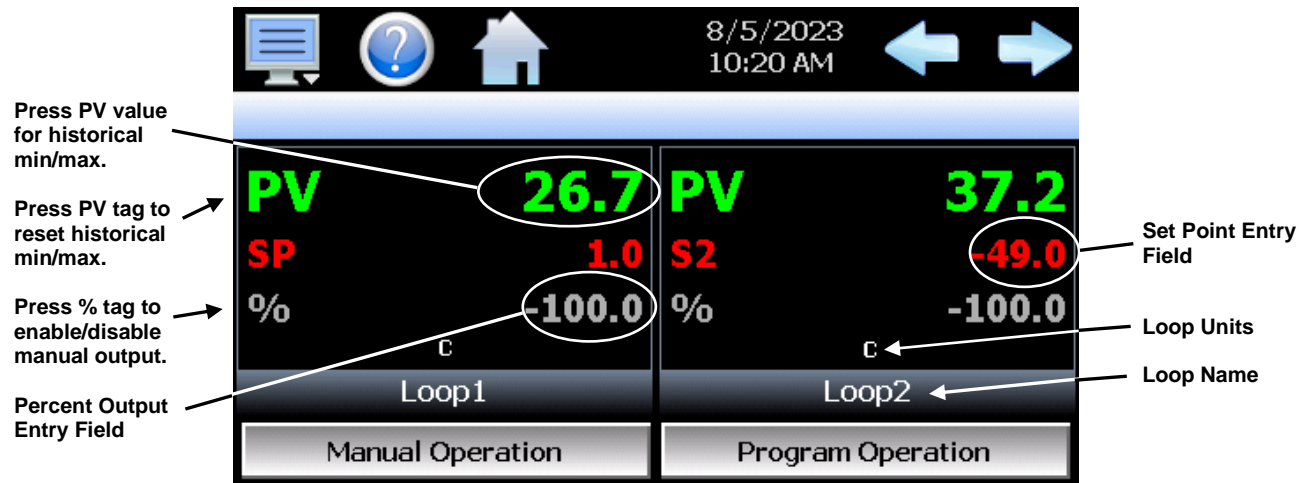 8/5/2023
10:20 AM
Press PV value
for historical
min/max.
Press PV tag to
reset historical
min/max.
Press % tag to
enable/disable
manual output.
Percent Output
Entry Field
PV 26.7
SP 1.0
% -100.0
C
Loop1
Manual Operation
PV 37.2
S2 -49.0
% -100.0
C
Loop2
Program Operation
Set Point Entry
Field
Loop Units
Loop Name